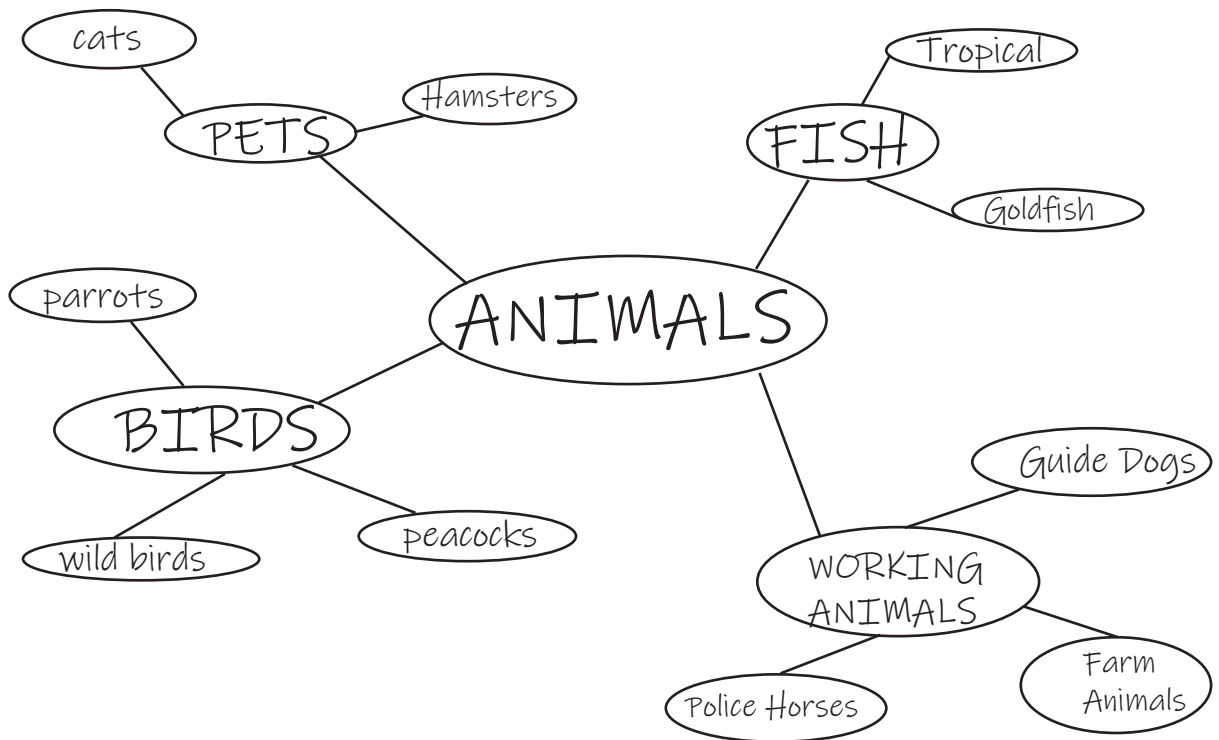 cats
Hamsters
PETS
Tropical
FISH
Goldfish
ANIMALS
parrots
BIRDS
wild birds
peacocks
Guide Dogs
WORKING
ANIMALS
Police Horses
Farm
Animals